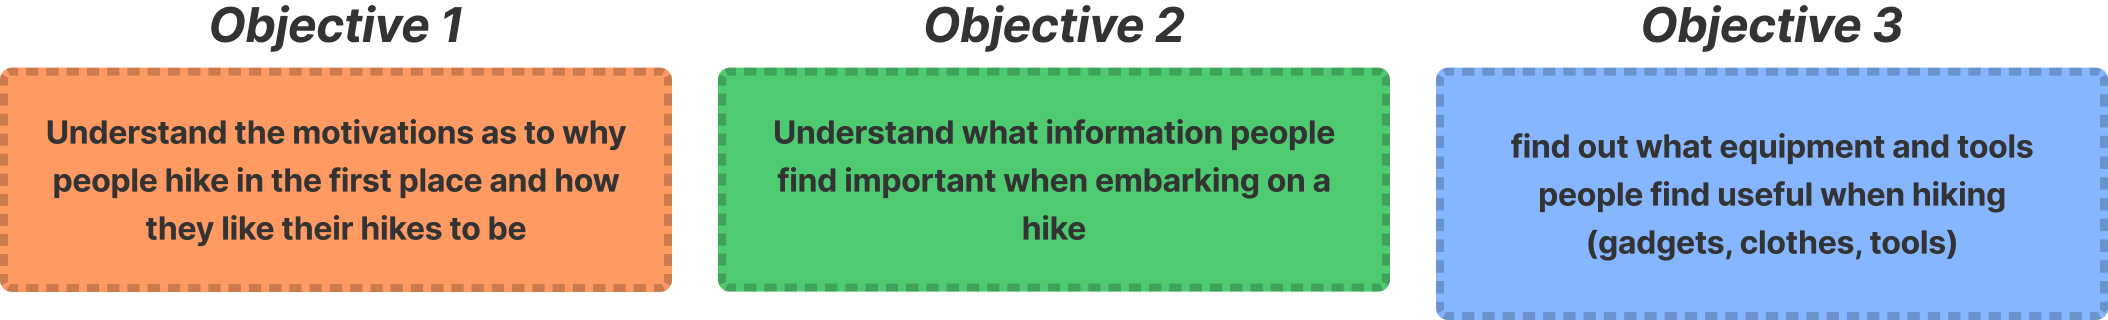 Objective 1
Understand the motivations as to why
people hike in the first place and how
they like their hikes to be
Objective 2
Understand what information people
find important when embarking on a
hike
Objective 3
find out what equipment and tools
people find useful when hiking
(gadgets, clothes, tools)